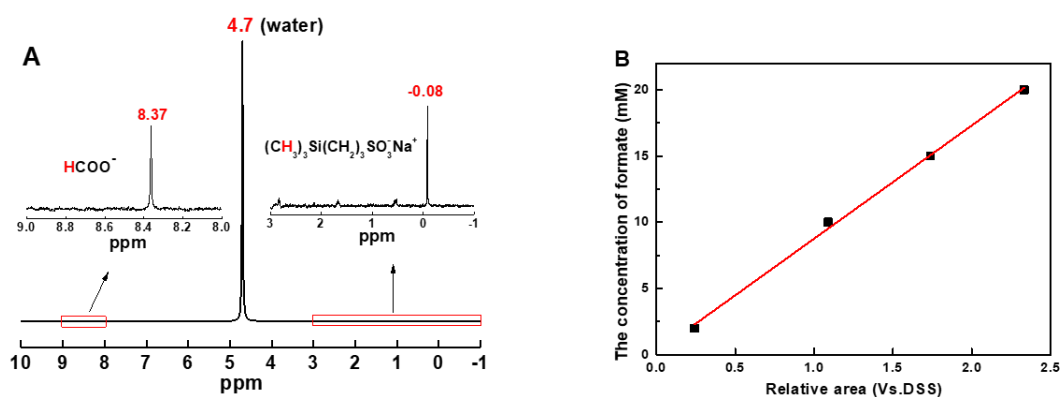 A
4.7 (water)
8.37
HCOO⁻
9.0 8.8 8.6 8.4 8.2 8.0
ppm
-0.08
(CH₃)₃Si(CH₂)₃SO₃⁻Na⁺
3 2 1 0 -1
ppm
10 9 8 7 6 5 4 3 2 1 0 -1
ppm
B
The concentration of formate (mM)
20
15
10
5
0
0.0 0.5 1.0 1.5 2.0 2.5
Relative area (Vs.DSS)